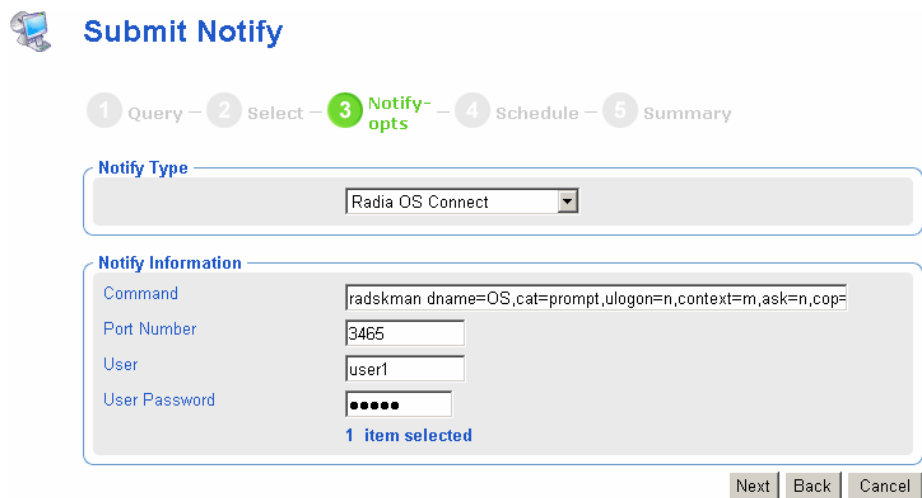 Submit Notify
1 Query – 2 Select – 3 Notify-opts – 4 Schedule – 5 Summary
Notify Type
Radia OS Connect
Notify Information
Command radskman dname=OS,cat=prompt,ulogon=n,context=m,ask=n,cop=
Port Number 3465
User user1
User Password •••••
1 item selected
Next Back Cancel